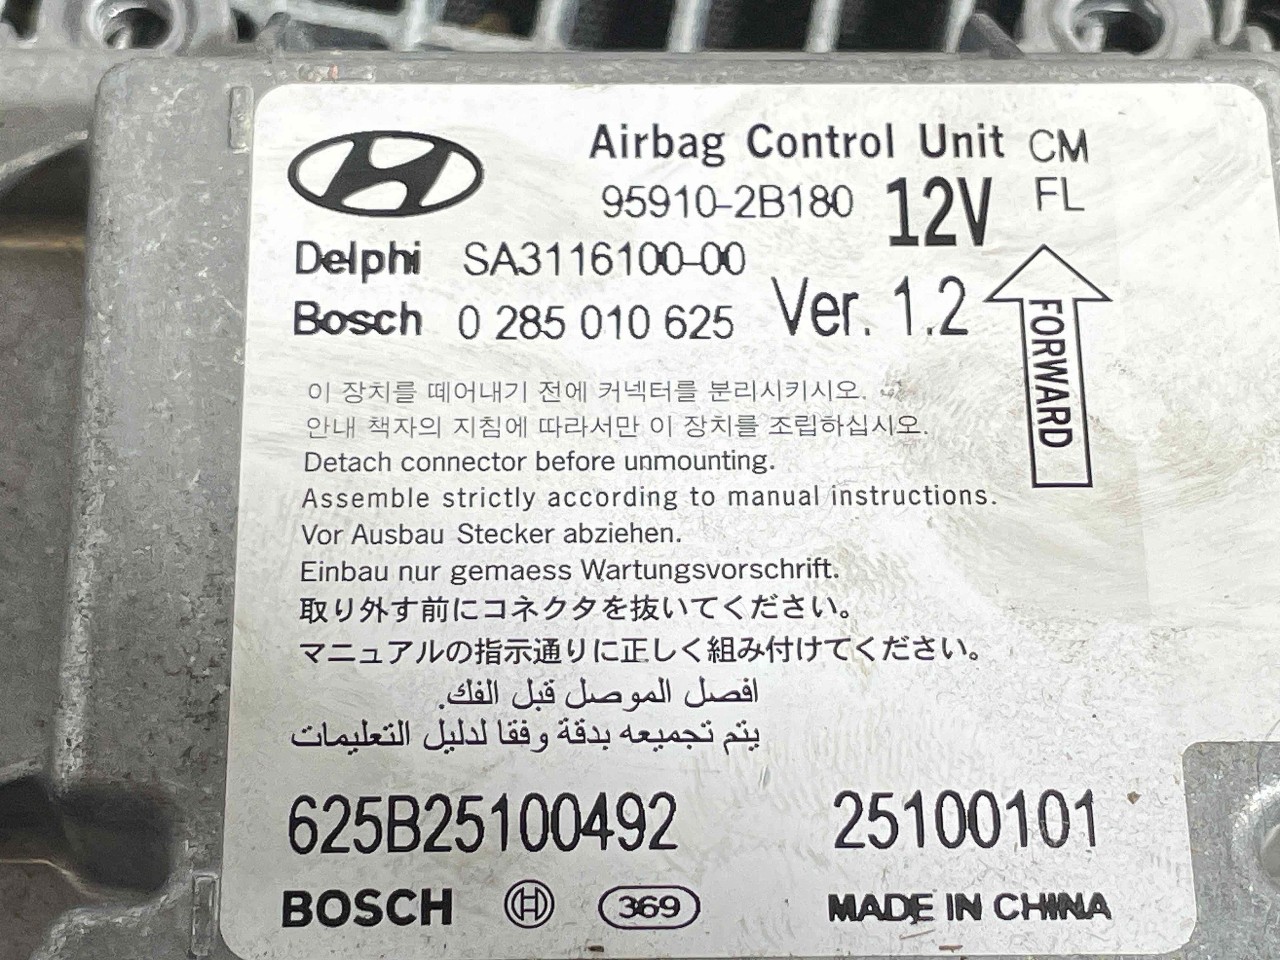 Airbag Control Unit CM
95910-2B180 12V FL
Delphi SA3116100-00
Bosch 0 285 010 625 Ver. 1.2
FORWARD
이 장치를 떼어내기 전에 커넥터를 분리시키시오.
안내 책자의 지침에 따라서만 이 장치를 조립하십시오.
Detach connector before unmounting.
Assemble strictly according to manual instructions.
Vor Ausbau Stecker abziehen.
Einbau nur gemaess Wartungsvorschrift.
取り外す前にコネクタを抜いてください。
マニュアルの指示通りに正しく組み付けてください。
افصل الموصل قبل الفك.
يتم تجميعه بدقة وفقا لدليل التعليمات
625B25100492 25100101
BOSCH 369 MADE IN CHINA